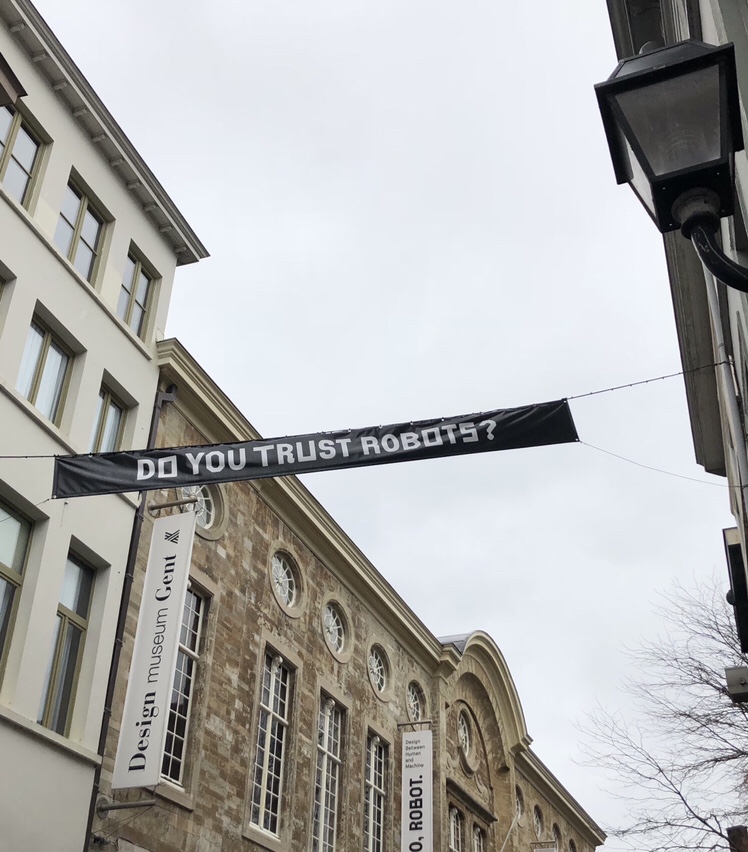 DO YOU TRUST ROBOTS?
Design museum Gent
Design
Between
Human
and
Machine
O, ROBOT.